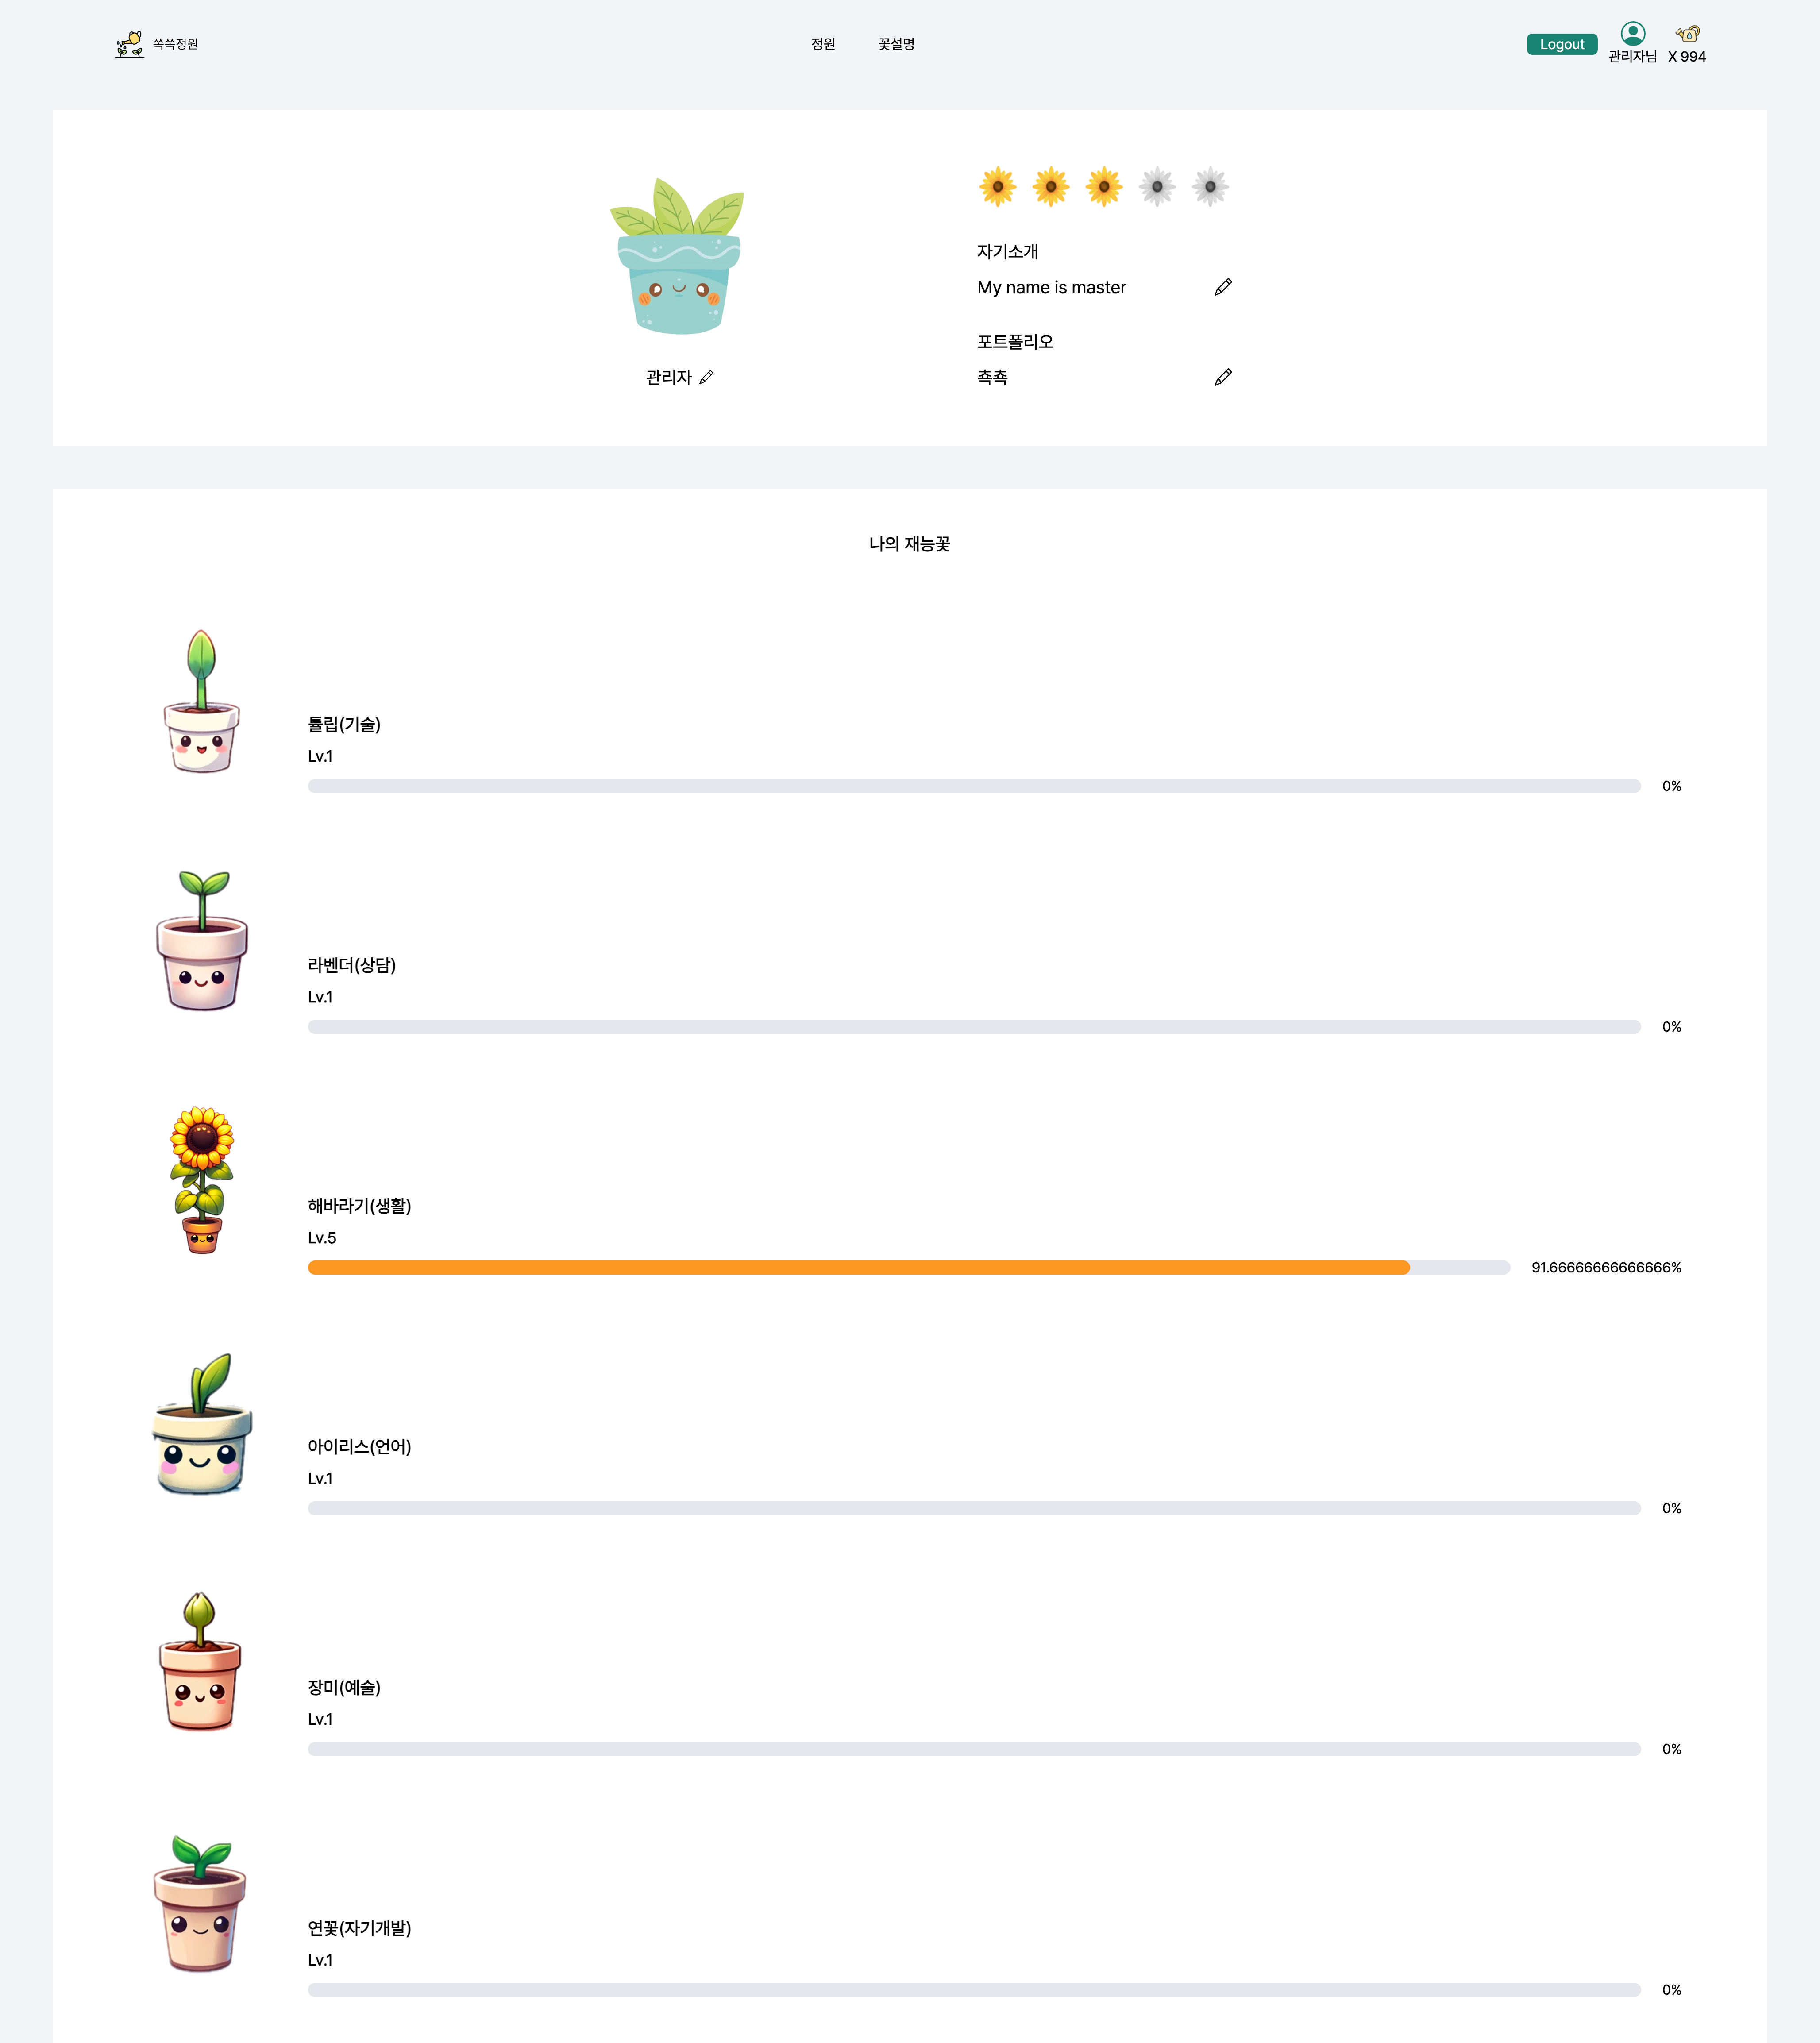 쑥쑥정원
정원 꽃설명
Logout
관리자님
X 994
자기소개
My name is master
포트폴리오
쵹쵹
관리자
나의 재능꽃
튤립(기술)
Lv.1
0%
라벤더(상담)
Lv.1
0%
해바라기(생활)
Lv.5
91.66666666666666%
아이리스(언어)
Lv.1
0%
장미(예술)
Lv.1
0%
연꽃(자기개발)
Lv.1
0%